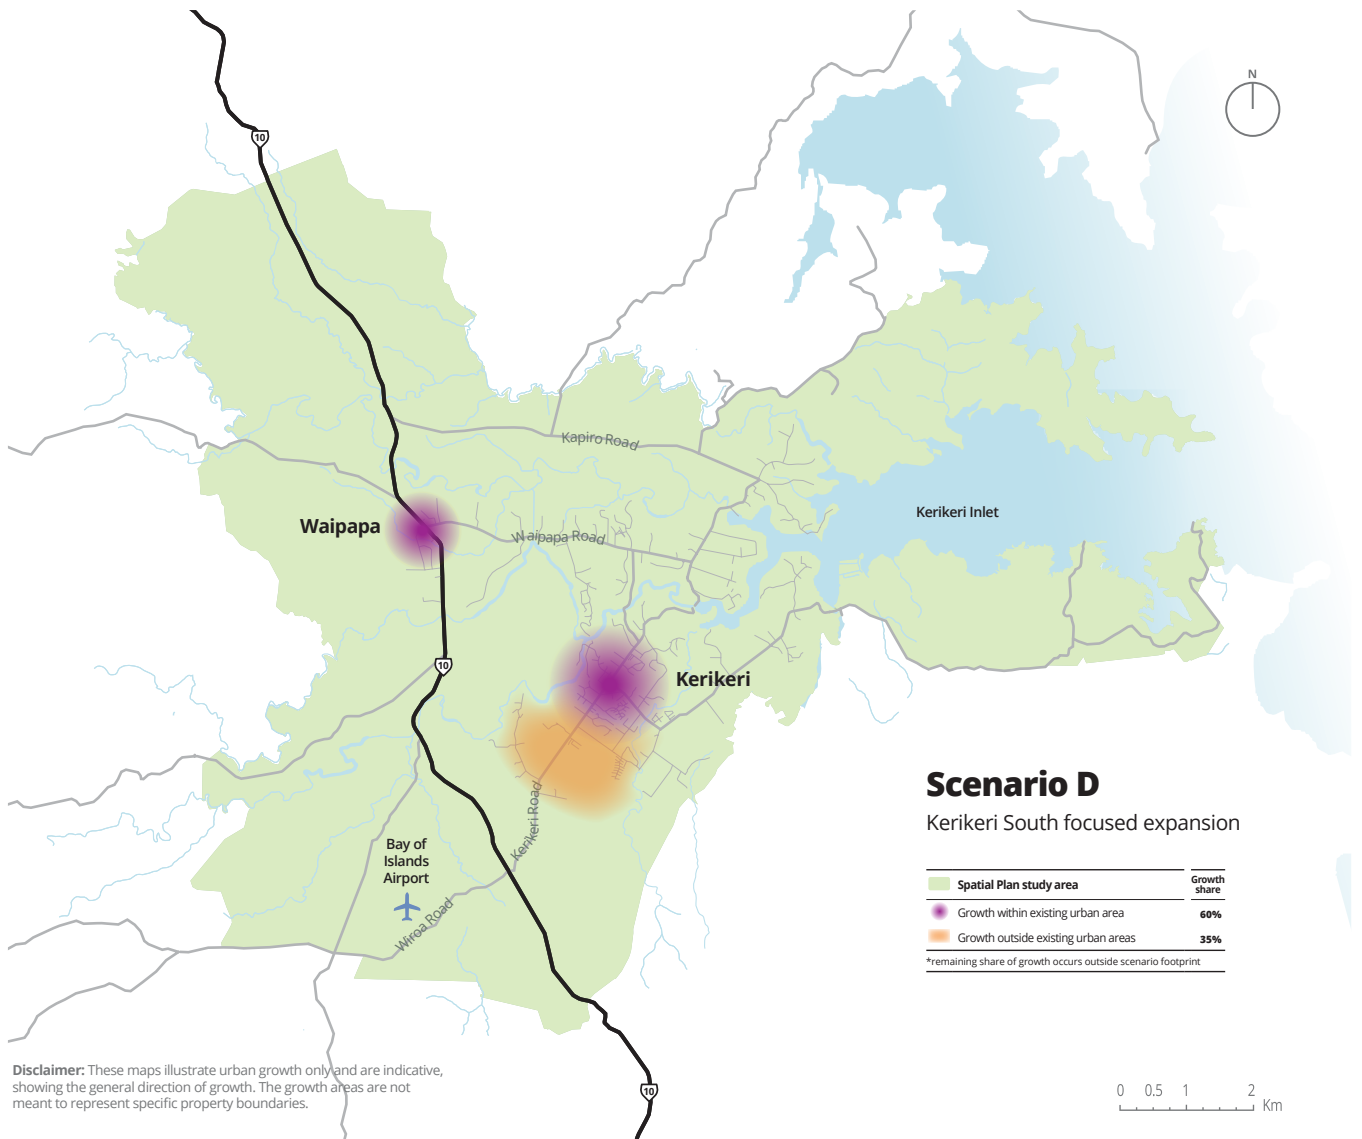 N
10
Kapiro Road
Kerikeri Inlet
Waipapa
Waipapa Road
10
Kerikeri
Scenario D
Kerikeri South focused expansion
Kerikeri Road
Bay of
Islands
Airport
Wiroa Road
Growth
share
Spatial Plan study area
Growth within existing urban area 60%
Growth outside existing urban areas 35%
*remaining share of growth occurs outside scenario footprint
Disclaimer: These maps illustrate urban growth only and are indicative,
showing the general direction of growth. The growth areas are not
meant to represent specific property boundaries.
10
0 0.5 1 2
Km